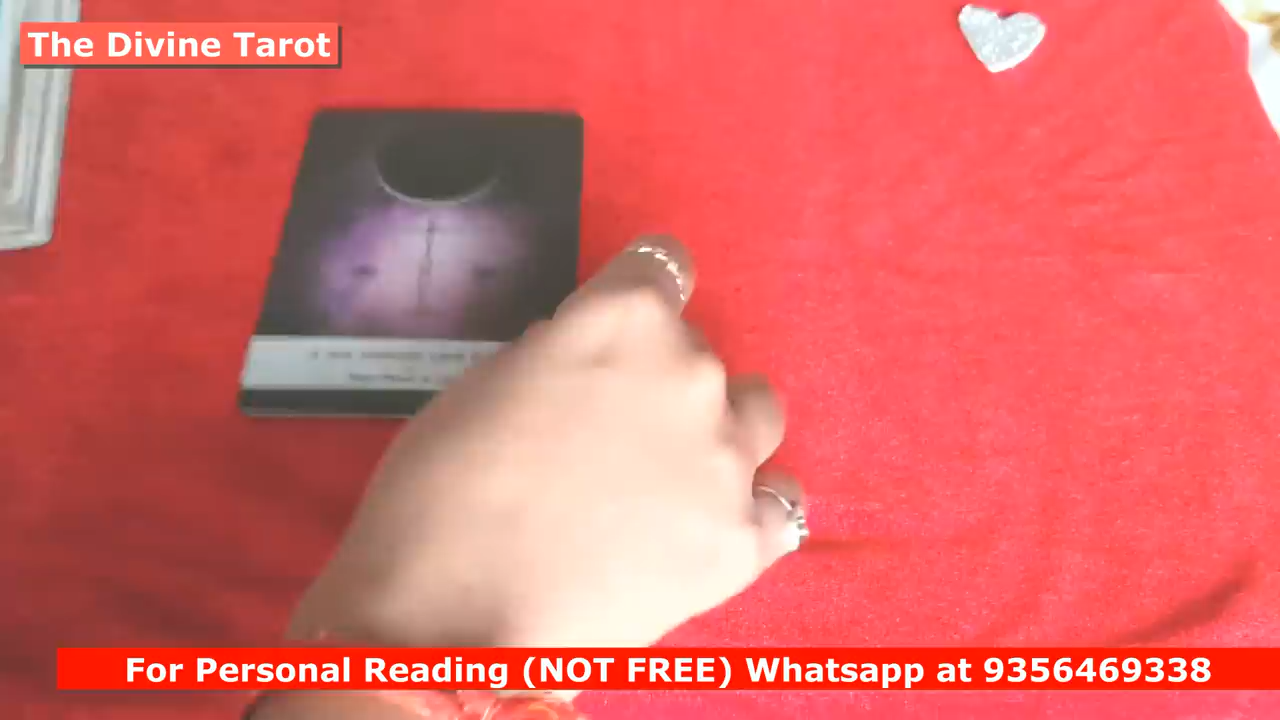 The Divine Tarot
For Personal Reading (NOT FREE) Whatsapp at 9356469338